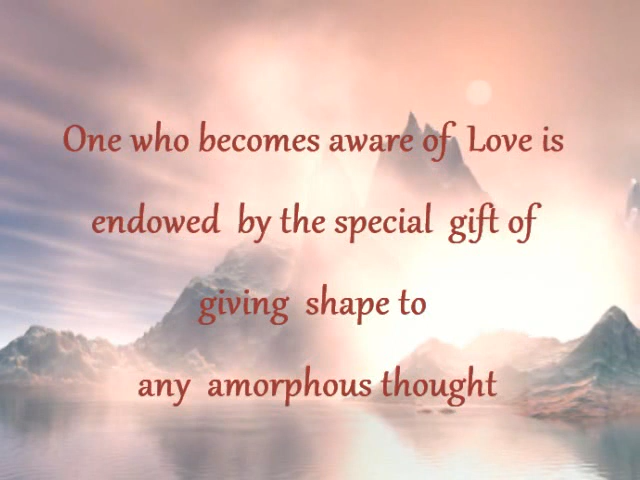 One who becomes aware of Love is
endowed by the special gift of
giving shape to
any amorphous thought